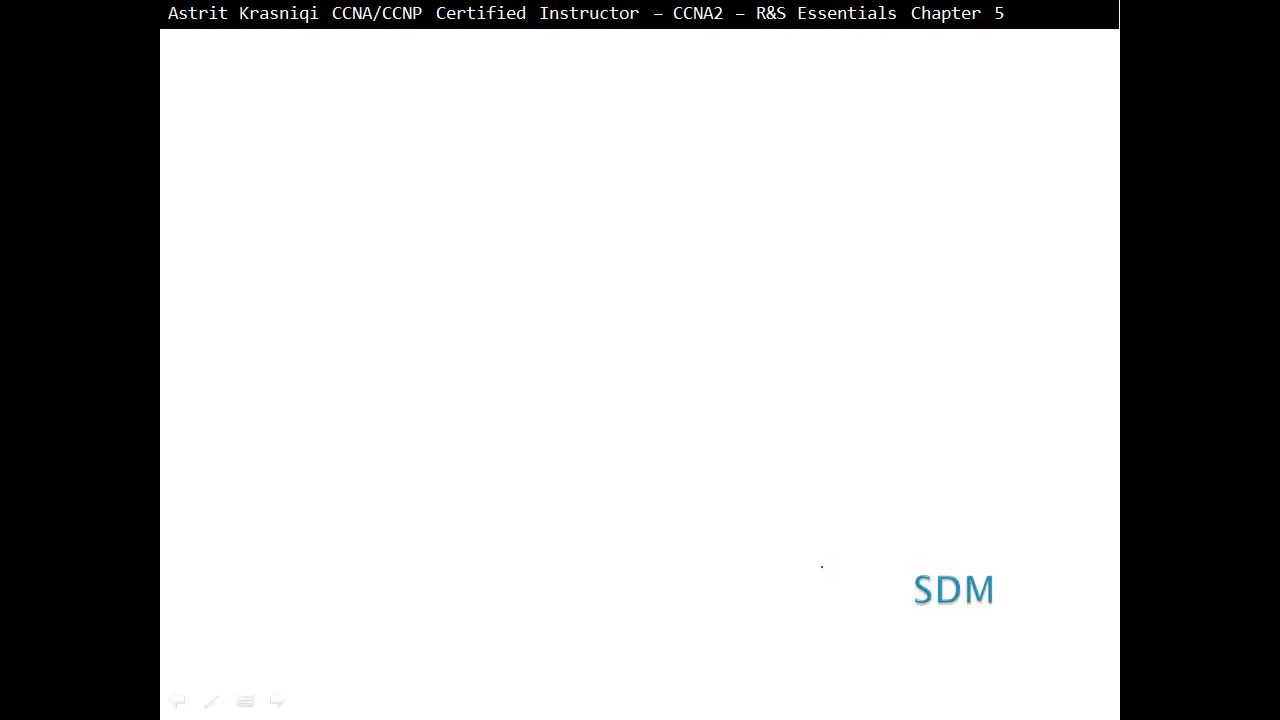 Astrit Krasniqi CCNA/CCNP Certified Instructor – CCNA2 – R&S Essentials Chapter 5
SDM